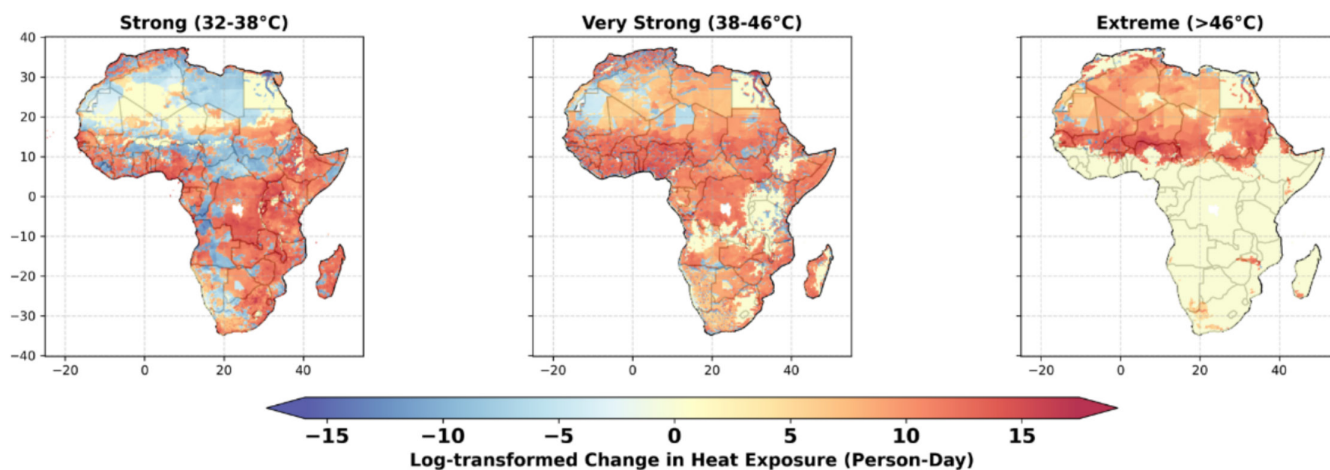 Strong (32-38°C)
Very Strong (38-46°C)
Extreme (>46°C)
40
30
20
10
0
−10
−20
−30
−40
−20 0 20 40
−20 0 20 40
−20 0 20 40
−15 −10 −5 0 5 10 15
Log-transformed Change in Heat Exposure (Person-Day)